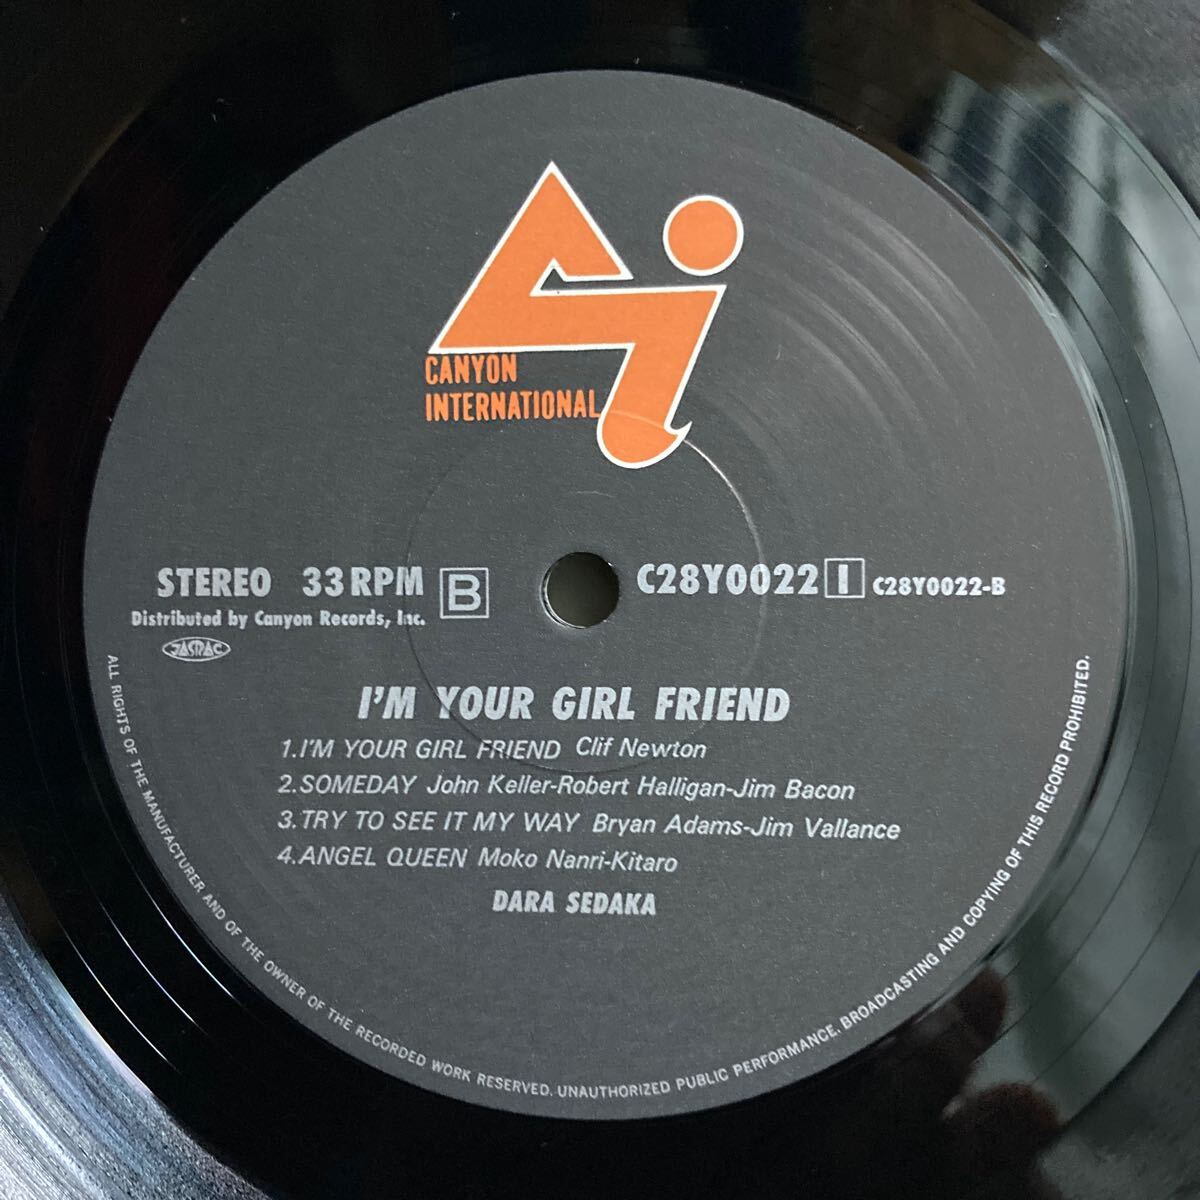 CANYON
INTERNATIONAL
STEREO 33 RPM B C28Y0022 I C28Y0022-B
Distributed by Canyon Records, Inc.
JASRAC
I'M YOUR GIRL FRIEND
1.I'M YOUR GIRL FRIEND Clif Newton
2.SOMEDAY John Keller-Robert Halligan-Jim Bacon
3.TRY TO SEE IT MY WAY Bryan Adams-Jim Vallance
4.ANGEL QUEEN Moko Nanri-Kitaro
DARA SEDAKA
ALL RIGHTS OF THE MANUFACTURER AND OF THE OWNER OF THE RECORDED WORK RESERVED. UNAUTHORIZED PUBLIC PERFORMANCE. BROADCASTING AND COPYING OF THIS RECORD PROHIBITED.